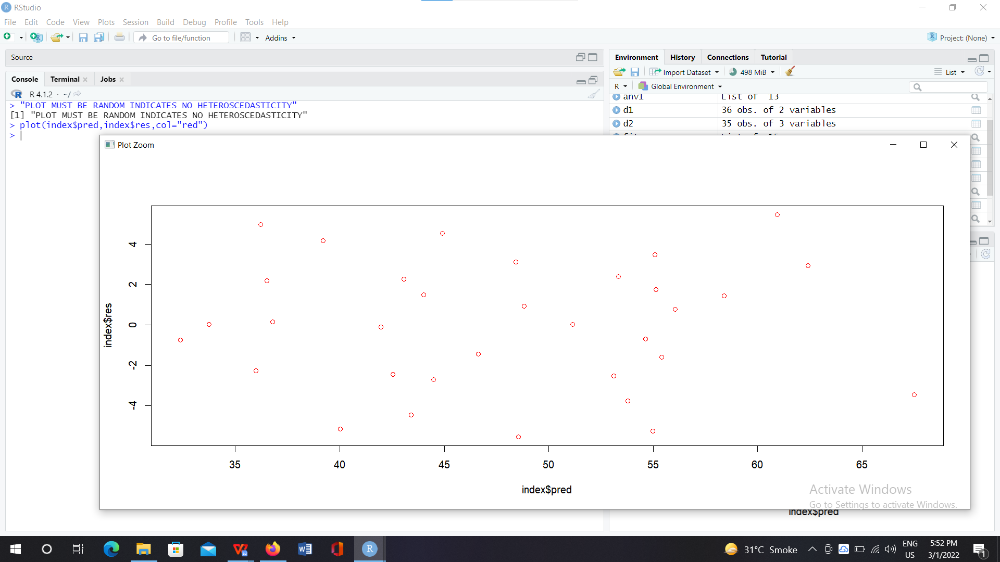 RStudio
File Edit Code View Plots Session Build Debug Profile Tools Help
Go to file/function Addins Project: (None)
Source
Console Terminal Jobs
R 4.1.2 · ~/
> "PLOT MUST BE RANDOM INDICATES NO HETEROSCEDASTICITY"
[1] "PLOT MUST BE RANDOM INDICATES NO HETEROSCEDASTICITY"
> plot(index$pred,index$res,col="red")
>
Environment History Connections Tutorial
Import Dataset 498 MiB List
R Global Environment
anv1 List of 13
d1 36 obs. of 2 variables
d2 35 obs. of 3 variables
Plot Zoom
index$res
4
2
0
-2
-4
35 40 45 50 55 60 65
index$pred
Activate Windows
Go to Settings to activate Windows.
index$pred
31°C Smoke
ENG
US
5:52 PM
3/1/2022
1